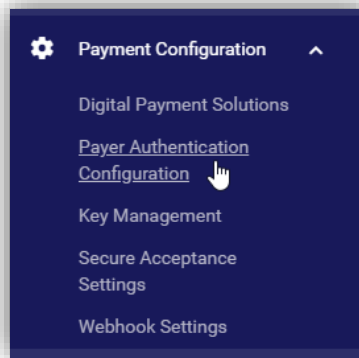 Payment Configuration
Digital Payment Solutions
Payer Authentication
Configuration
Key Management
Secure Acceptance
Settings
Webhook Settings